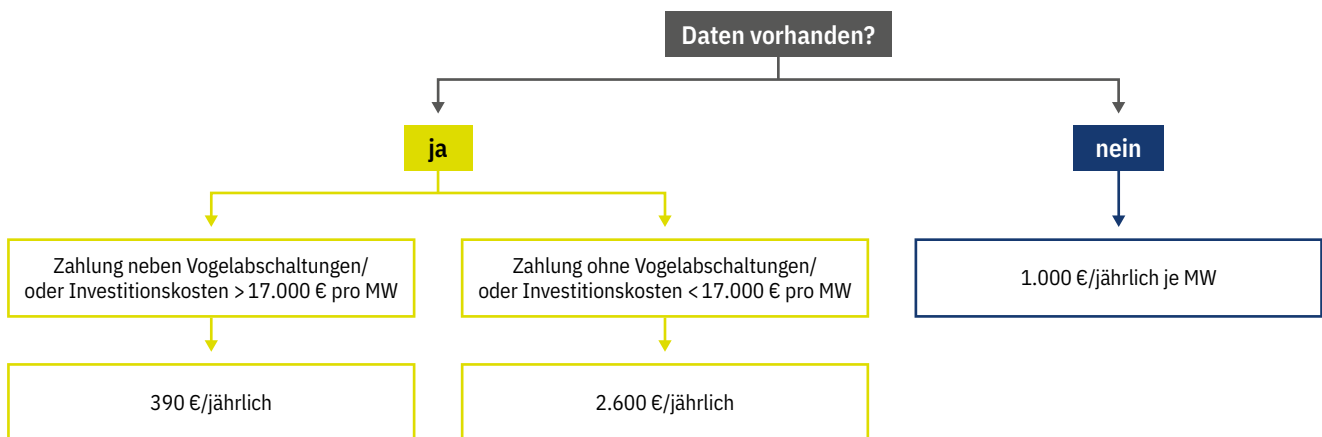 Daten vorhanden?
ja
nein
Zahlung neben Vogelabschaltungen/
oder Investitionskosten > 17.000 € pro MW
Zahlung ohne Vogelabschaltungen/
oder Investitionskosten < 17.000 € pro MW
1.000 €/jährlich je MW
390 €/jährlich
2.600 €/jährlich